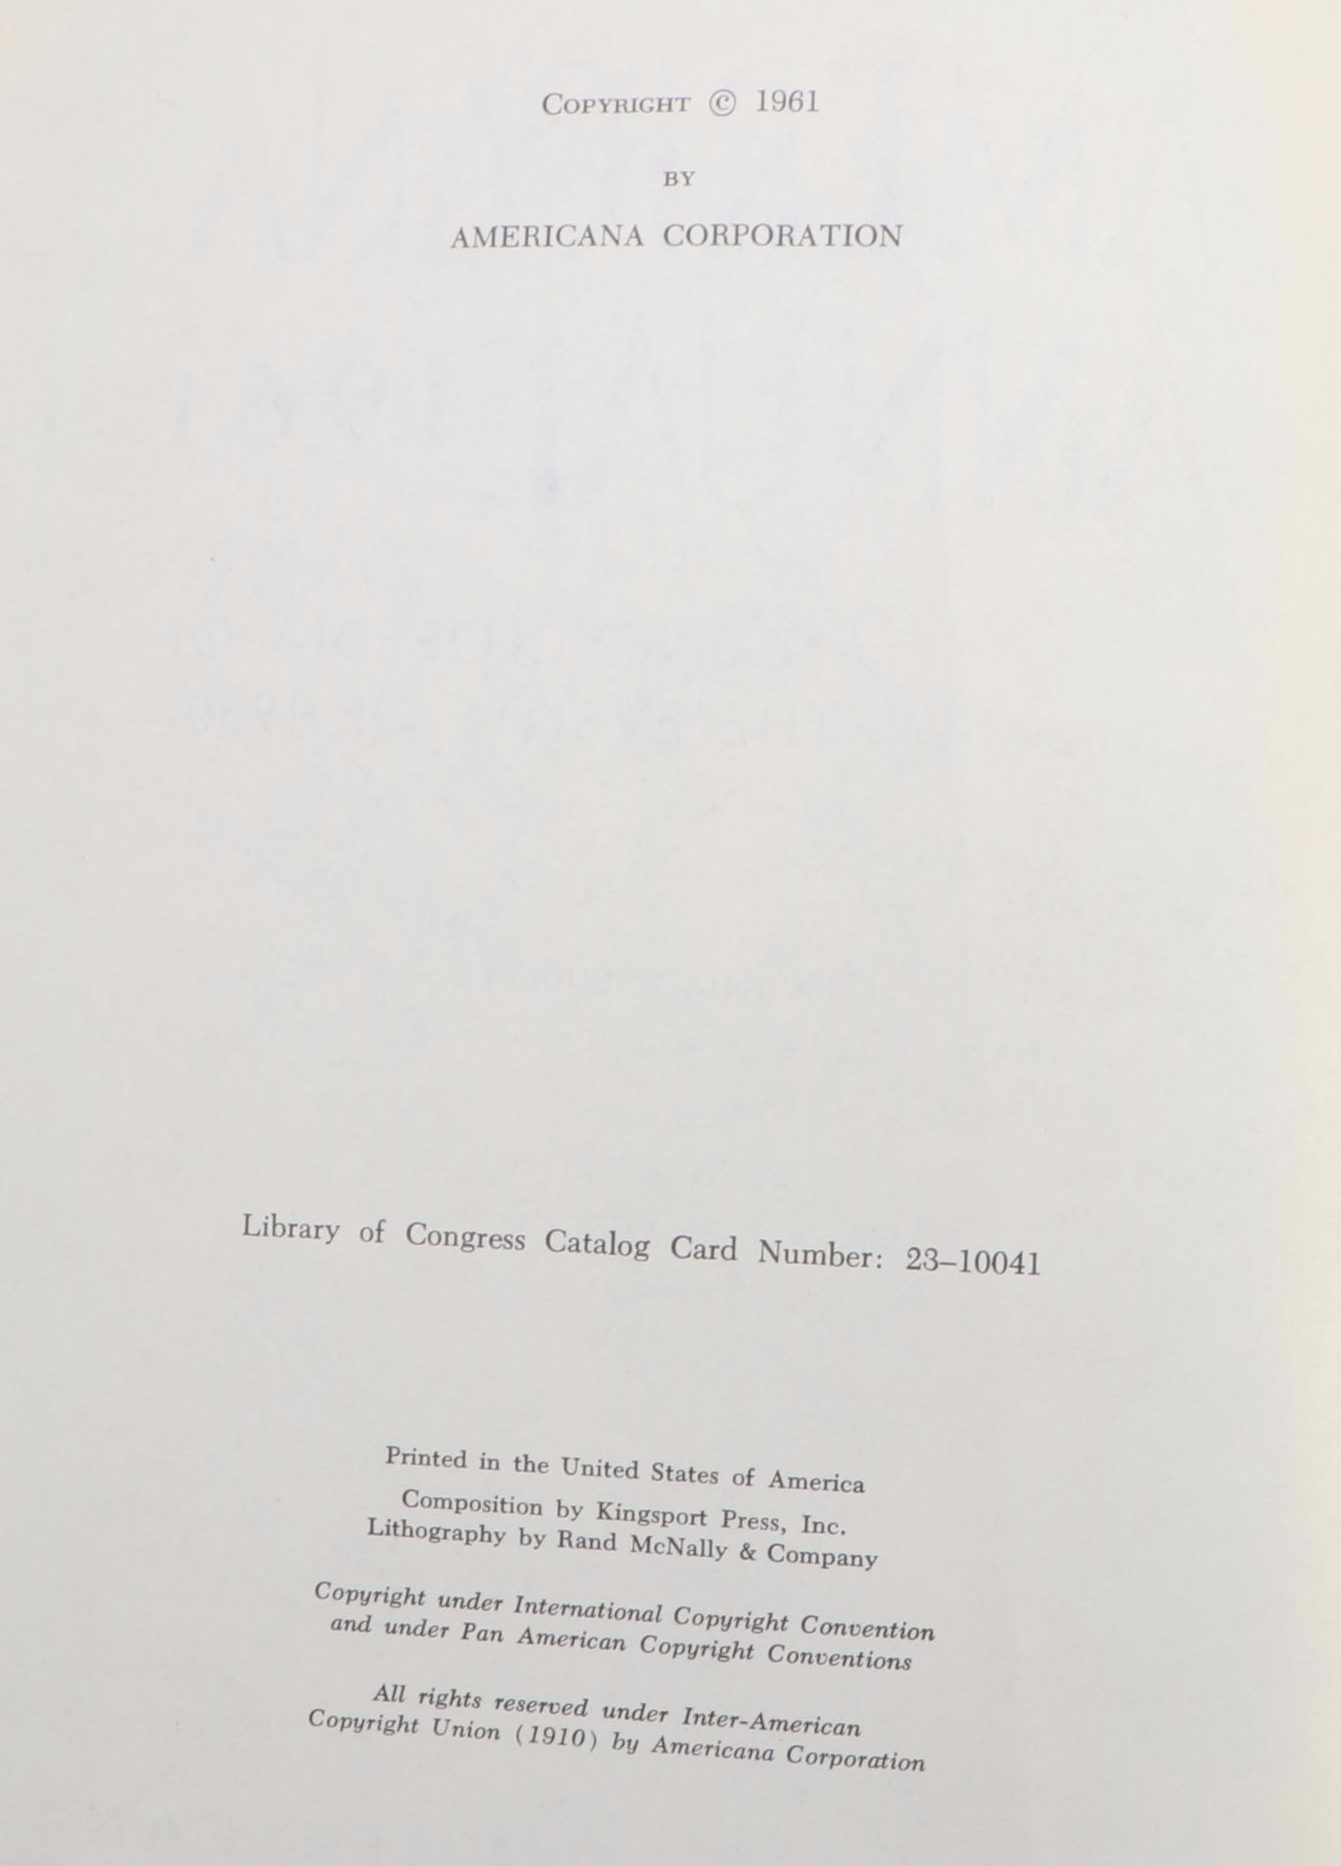 COPYRIGHT © 1961
BY
AMERICANA CORPORATION
Library of Congress Catalog Card Number: 23–10041
Printed in the United States of America
Composition by Kingsport Press, Inc.
Lithography by Rand McNally & Company
Copyright under International Copyright Convention
and under Pan American Copyright Conventions
All rights reserved under Inter-American
Copyright Union (1910) by Americana Corporation